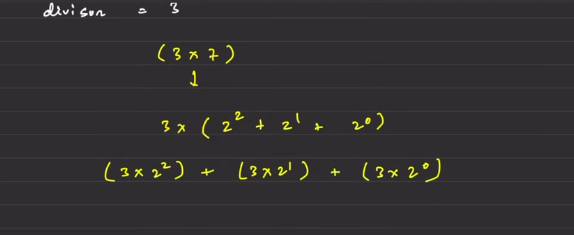 divisor = 3
(3 × 7)
↓
3 × (2² + 2¹ + 2⁰)
(3 × 2²) + (3 × 2¹) + (3 × 2⁰)